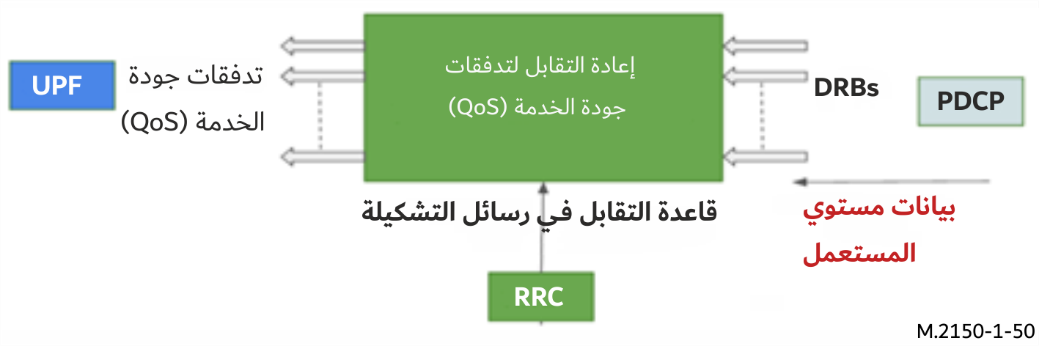 إعادة التقابل لتدفقات
جودة الخدمة (QoS)
DRBs
PDCP
UPF
تدفقات جودة
الخدمة (QoS)
قاعدة التقابل في رسائل التشكيلة
بيانات مستوي
المستعمل
RRC
M.2150-1-50